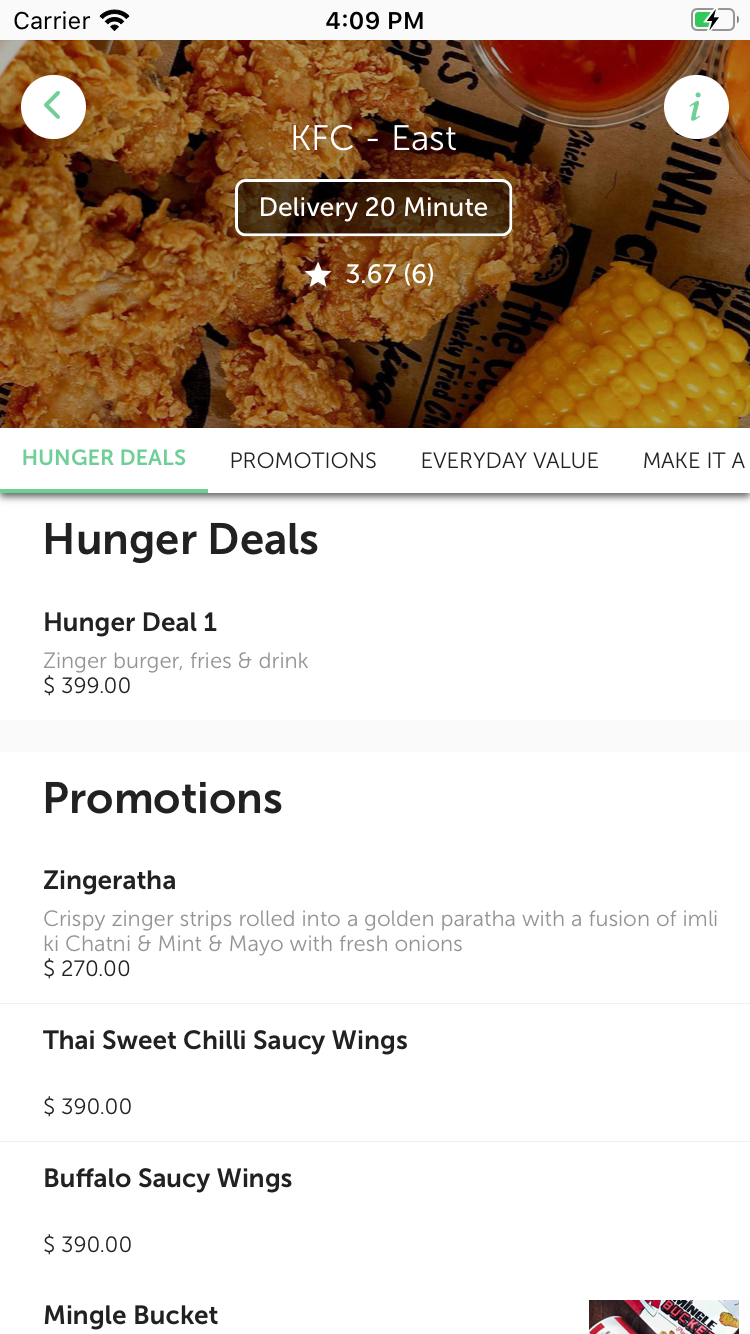 Carrier 4:09 PM
KFC - East
Delivery 20 Minute
3.67 (6)
HUNGER DEALS PROMOTIONS EVERYDAY VALUE MAKE IT A
Hunger Deals
Hunger Deal 1
Zinger burger, fries & drink
$ 399.00
Promotions
Zingeratha
Crispy zinger strips rolled into a golden paratha with a fusion of imli
ki Chatni & Mint & Mayo with fresh onions
$ 270.00
Thai Sweet Chilli Saucy Wings
$ 390.00
Buffalo Saucy Wings
$ 390.00
Mingle Bucket
MINGLE
BUCKET